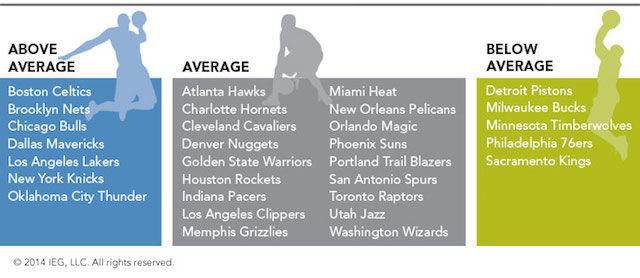 ABOVE
AVERAGE
Boston Celtics
Brooklyn Nets
Chicago Bulls
Dallas Mavericks
Los Angeles Lakers
New York Knicks
Oklahoma City Thunder
AVERAGE
Atlanta Hawks
Charlotte Hornets
Cleveland Cavaliers
Denver Nuggets
Golden State Warriors
Houston Rockets
Indiana Pacers
Los Angeles Clippers
Memphis Grizzlies
Miami Heat
New Orleans Pelicans
Orlando Magic
Phoenix Suns
Portland Trail Blazers
San Antonio Spurs
Toronto Raptors
Utah Jazz
Washington Wizards
BELOW
AVERAGE
Detroit Pistons
Milwaukee Bucks
Minnesota Timberwolves
Philadelphia 76ers
Sacramento Kings
© 2014 IEG, LLC. All rights reserved.